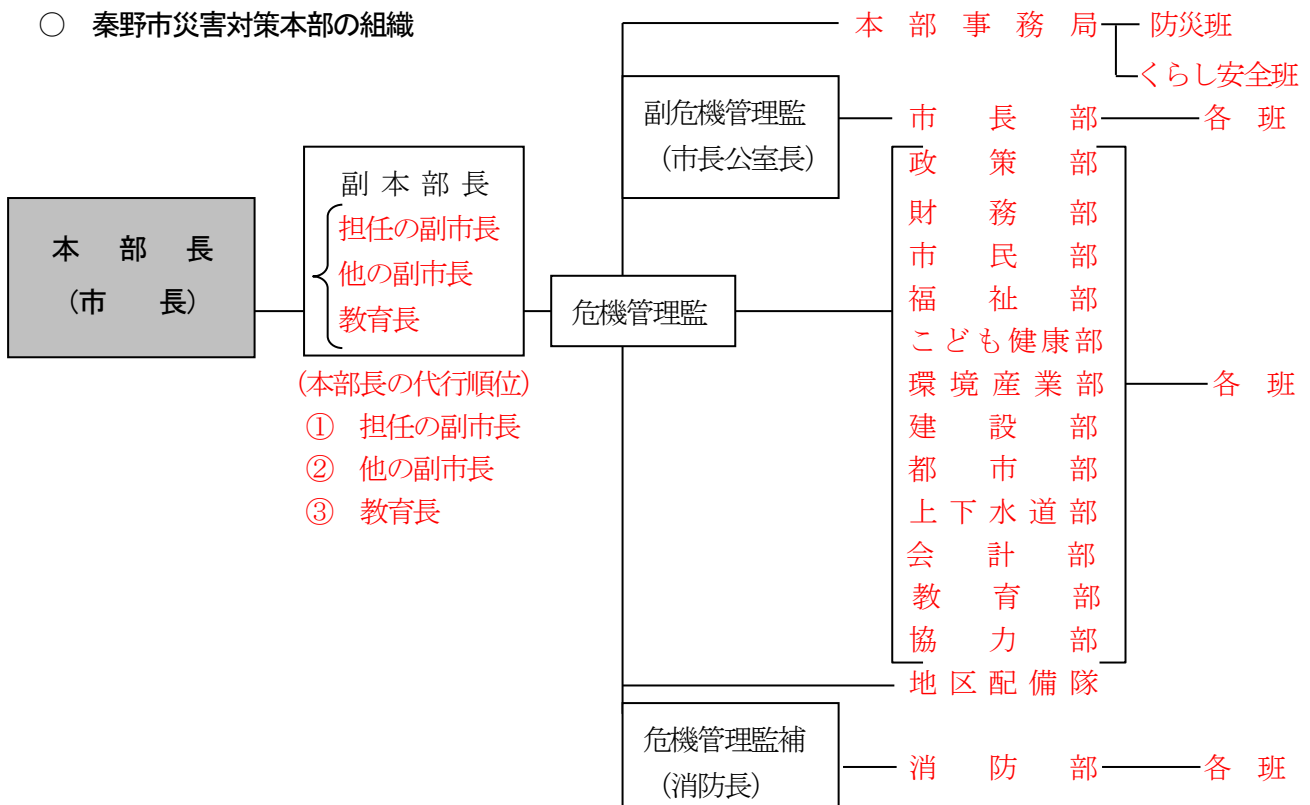 ○ 秦野市災害対策本部の組織
本部長
(市長)
副本部長
担任の副市長
他の副市長
教育長
(本部長の代行順位)
① 担任の副市長
② 他の副市長
③ 教育長
危機管理監
本部事務局
防災班
くらし安全班
副危機管理監
(市長公室長)
市長部
各班
政策部
財務部
市民部
福祉部
こども健康部
環境産業部
建設部
都市部
上下水道部
会計部
教育部
協力部
各班
地区配備隊
危機管理監補
(消防長)
消防部
各班